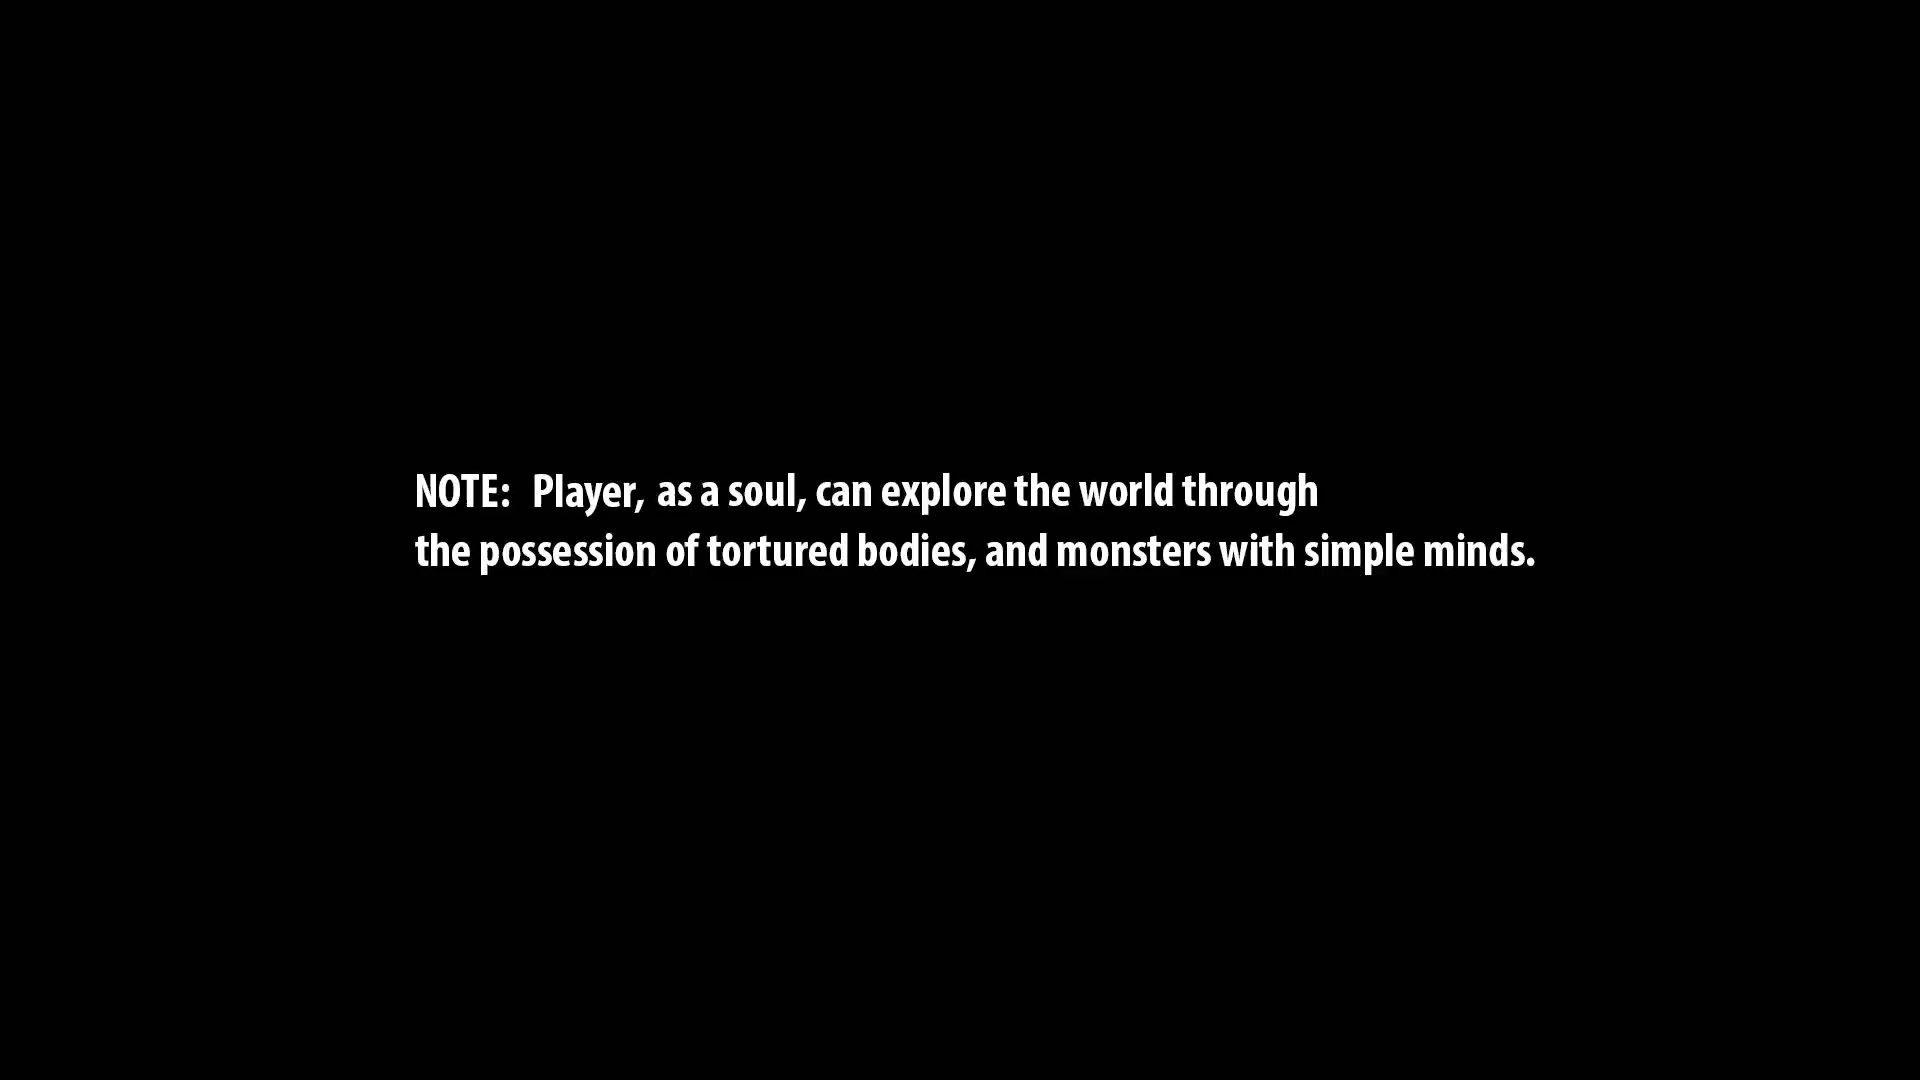 NOTE: Player, as a soul, can explore the world through
the possession of tortured bodies, and monsters with simple minds.